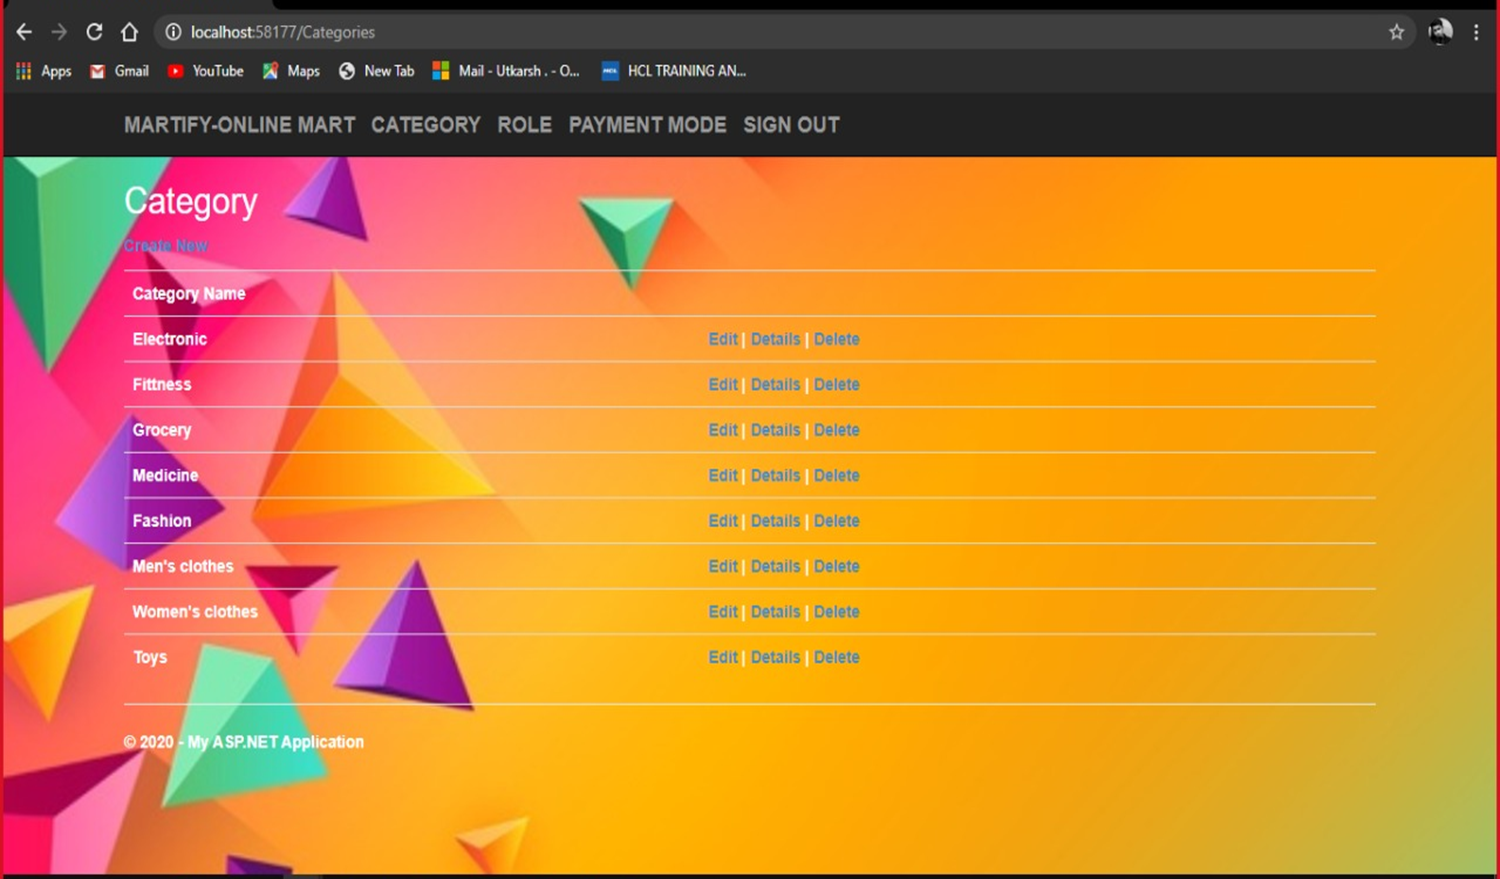 localhost:58177/Categories
Apps Gmail YouTube Maps New Tab Mail - Utkarsh . - O... HCL TRAINING AN...
MARTIFY-ONLINE MART CATEGORY ROLE PAYMENT MODE SIGN OUT
Category
Create New
Category Name
Electronic Edit | Details | Delete
Fittness Edit | Details | Delete
Grocery Edit | Details | Delete
Medicine Edit | Details | Delete
Fashion Edit | Details | Delete
Men's clothes Edit | Details | Delete
Women's clothes Edit | Details | Delete
Toys Edit | Details | Delete
© 2020 - My ASP.NET Application